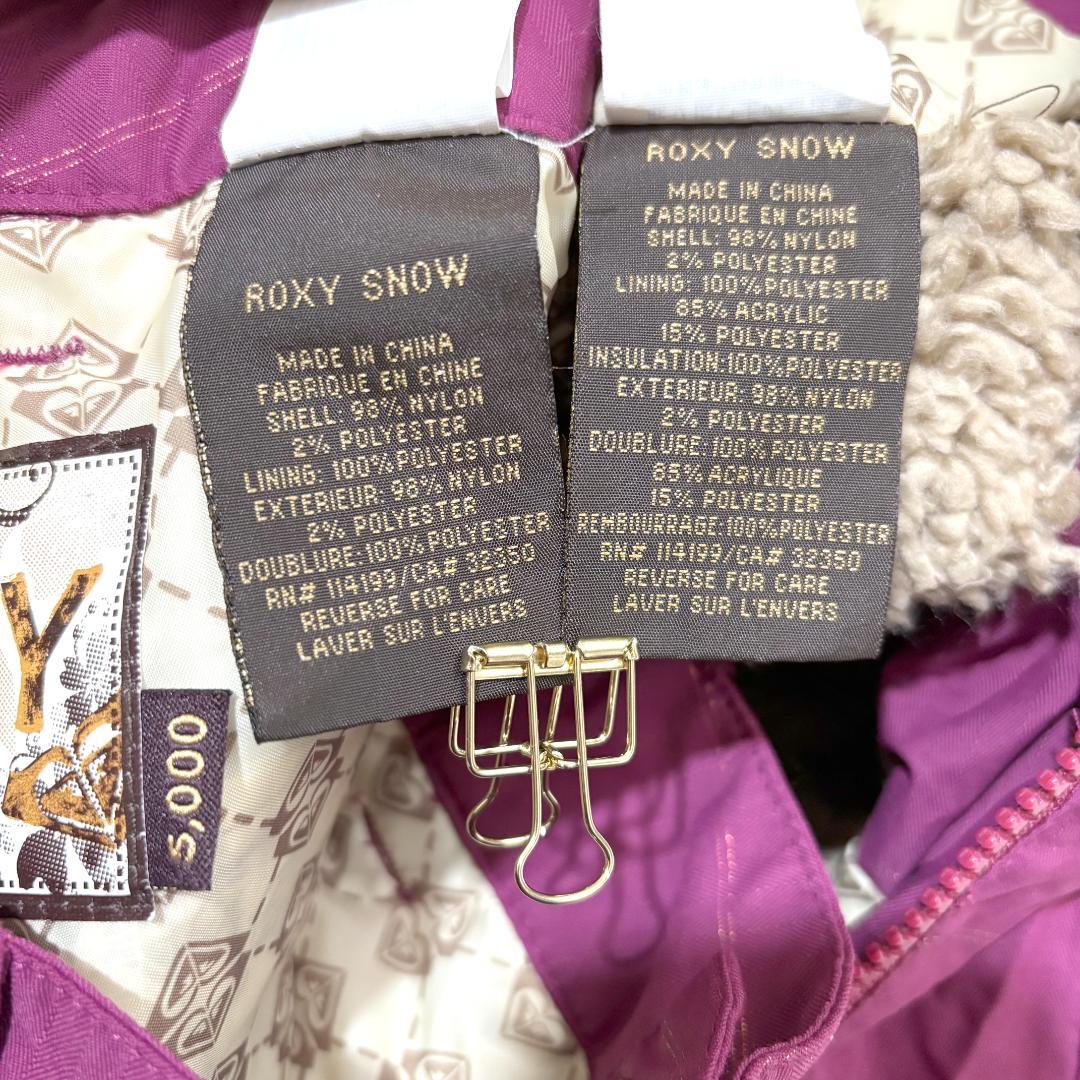 ROXY SNOW
MADE IN CHINA
FABRIQUE EN CHINE
SHELL: 98% NYLON
2% POLYESTER
LINING: 100% POLYESTER
EXTERIEUR: 98% NYLON
2% POLYESTER
DOUBLURE: 100% POLYESTER
RN# 114199/CA# 32350
REVERSE FOR CARE
LAVER SUR L'ENVERS
ROXY SNOW
MADE IN CHINA
FABRIQUE EN CHINE
SHELL: 98% NYLON
2% POLYESTER
LINING: 100% POLYESTER
85% ACRYLIC
15% POLYESTER
INSULATION:100%POLYESTER
EXTERIEUR: 98% NYLON
2% POLYESTER
DOUBLURE: 100% POLYESTER
85% ACRYLIQUE
15% POLYESTER
REMBOURRAGE:100%POLYESTER
RN# 114199/CA# 32350
REVERSE FOR CARE
LAVER SUR L'ENVERS
Y
5,000